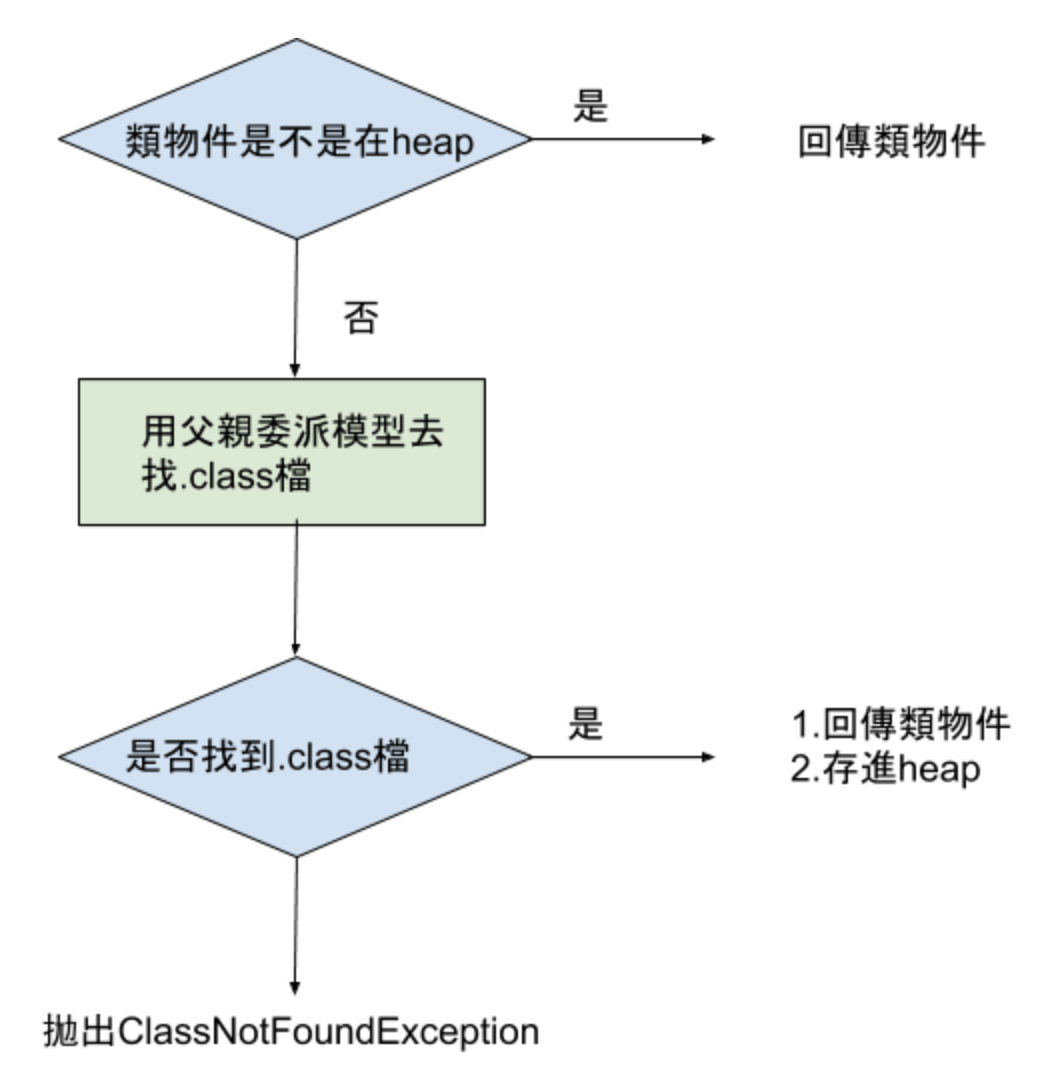 類物件是不是在heap
是
回傳類物件
否
用父親委派模型去
找.class檔
是否找到.class檔
是
1.回傳類物件
2.存進heap
拋出ClassNotFoundException